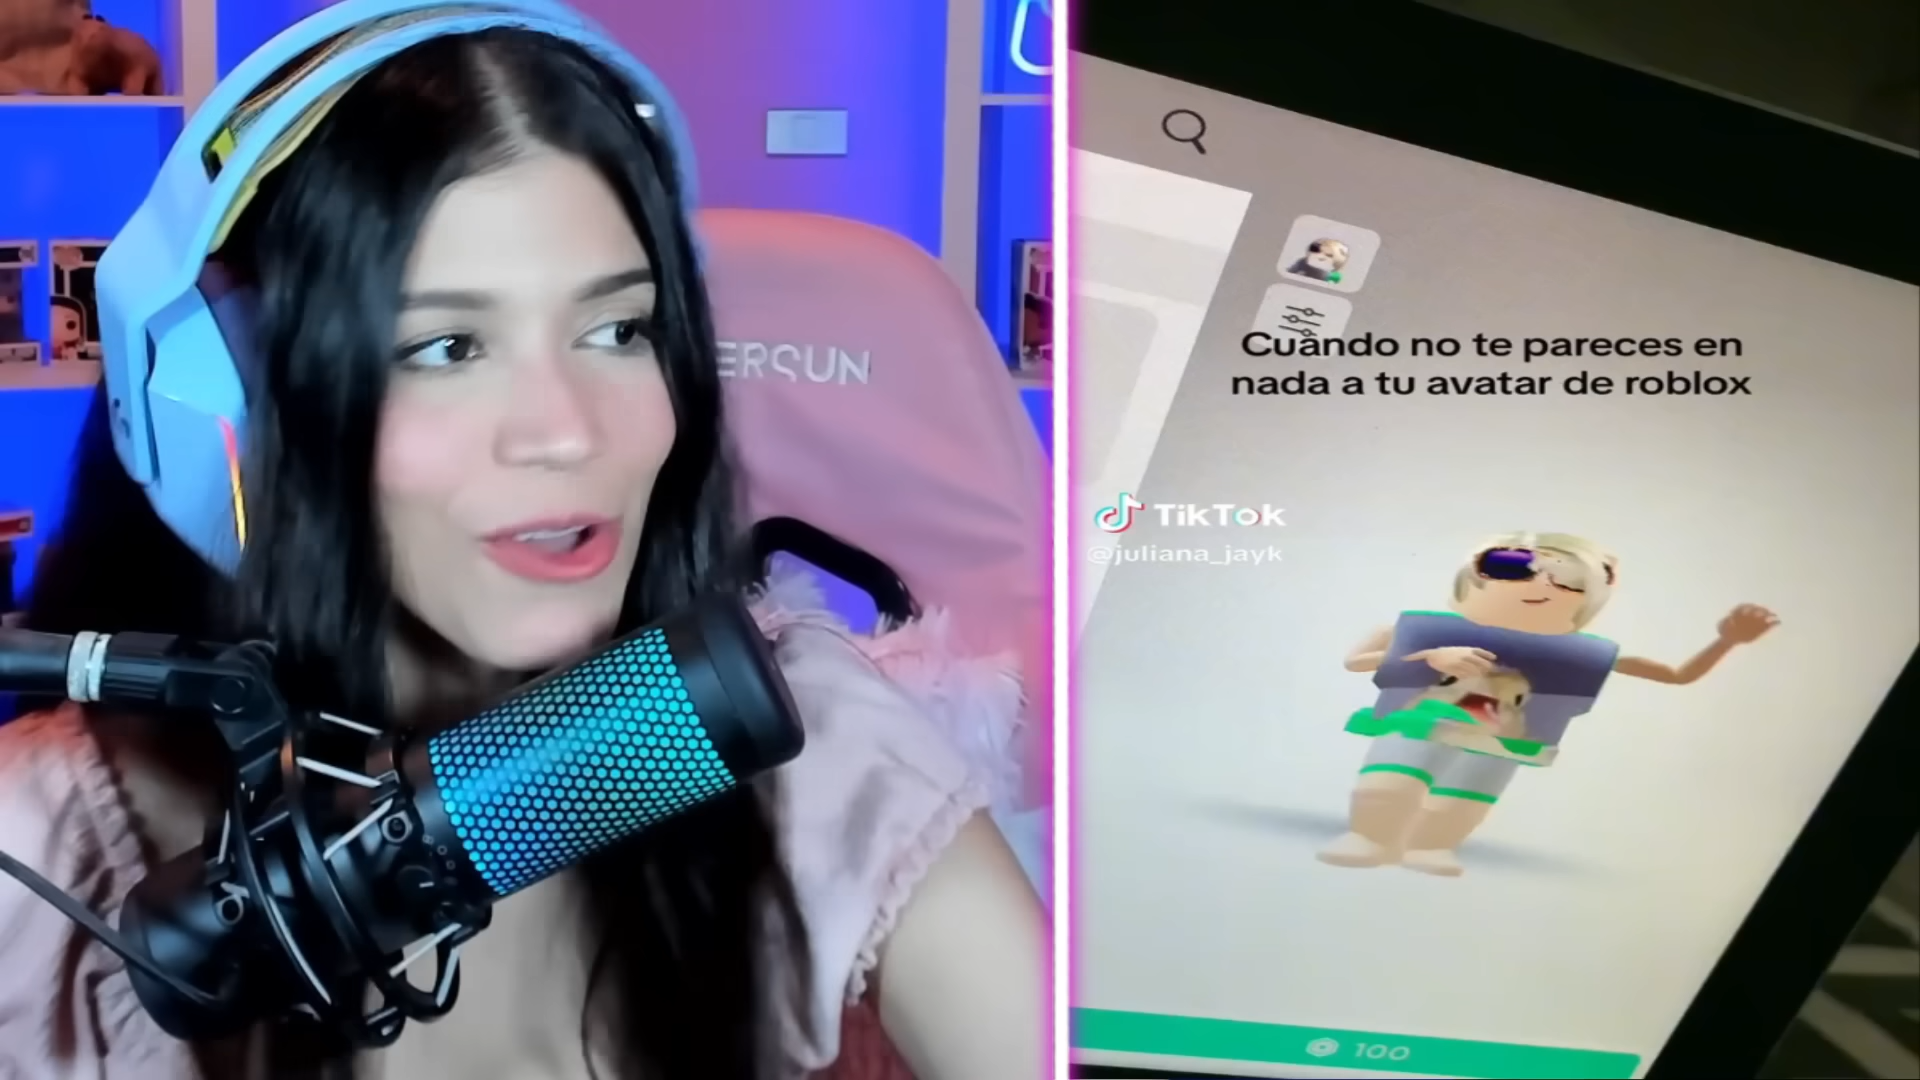 ERSUN
Cuando no te pareces en
nada a tu avatar de roblox
TikTok
@juliana_jayk
100